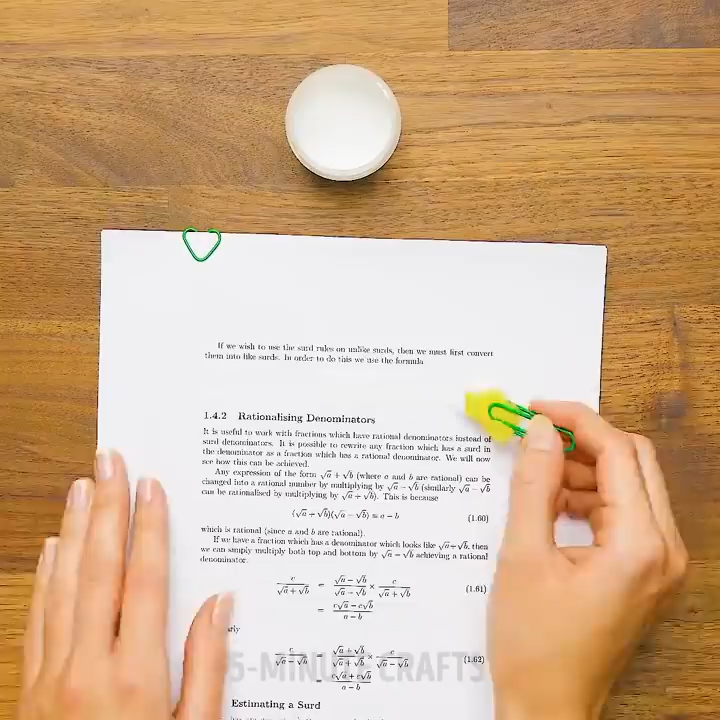 If we wish to use the surd rules on unlike surds, then we must first convert
them into like surds. In order to do this we use the formula
1.4.2 Rationalising Denominators
It is useful to work with fractions which have rational denominators instead of
surd denominators. It is possible to rewrite any fraction which has a surd in
the denominator as a fraction which has a rational denominator. We will now
see how this can be achieved.
Any expression of the form √a + √b (where a and b are rational) can be
changed into a rational number by multiplying by √a − √b (similarly √a − √b
can be rationalised by multiplying by √a + √b). This is because
(√a + √b)(√a − √b) = a − b (1.60)
which is rational (since a and b are rational).
If we have a fraction which has a denominator which looks like √a+√b, then
we can simply multiply both top and bottom by √a − √b achieving a rational
denominator.
c/(√a + √b) = (√a − √b)/(√a − √b) × c/(√a + √b) (1.61)
= (c√a − c√b)/(a − b)
arly
c/(√a − √b) = (√a + √b)/(√a + √b) × c/(√a − √b) (1.62)
= (c√a + c√b)/(a − b)
5-MINUTE CRAFTS
Estimating a Surd